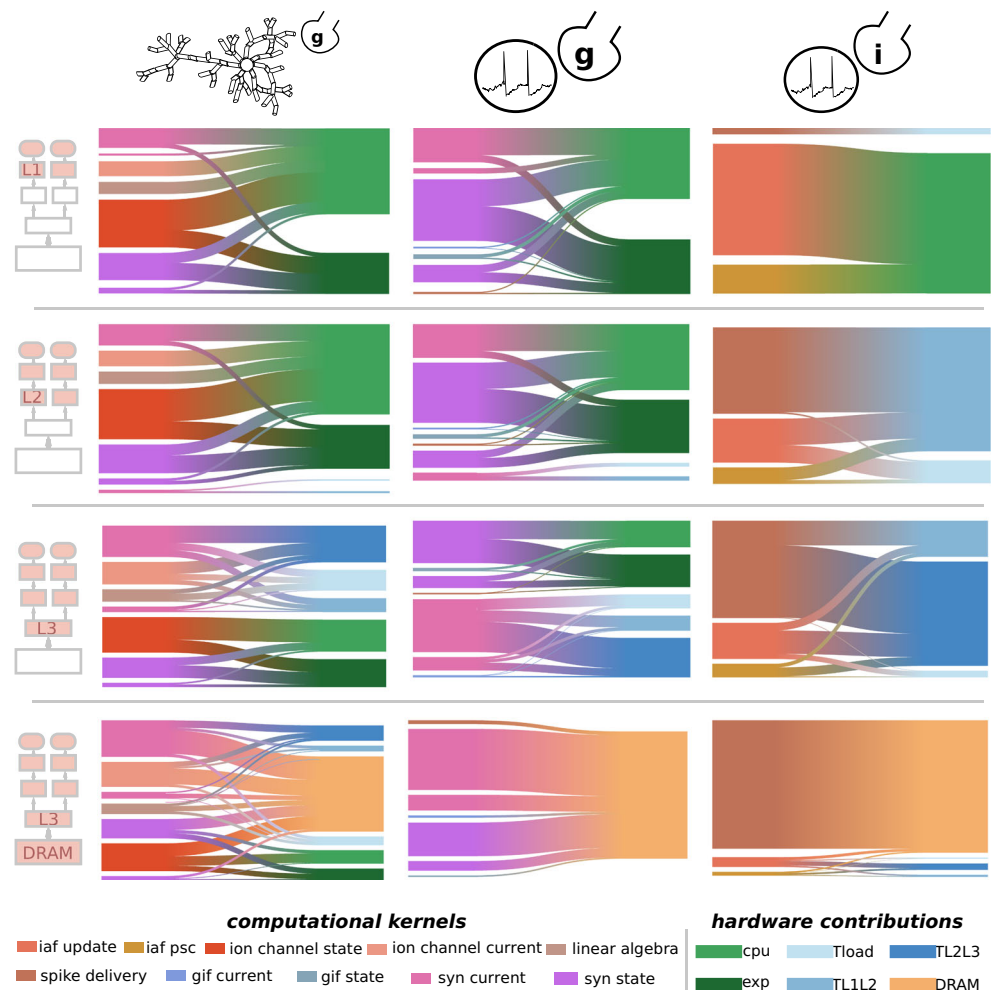 g
g
i
L1
L2
L3
L3
DRAM
computational kernels
hardware contributions
iaf update iaf psc ion channel state ion channel current linear algebra
spike delivery gif current gif state syn current syn state
cpu Tload TL2L3
exp TL1L2 DRAM